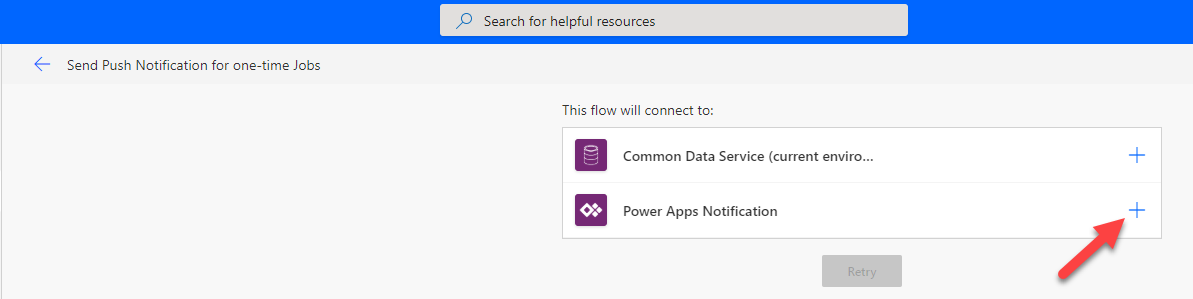 Search for helpful resources
Send Push Notification for one-time Jobs
This flow will connect to:
Common Data Service (current enviro...
Power Apps Notification
Retry